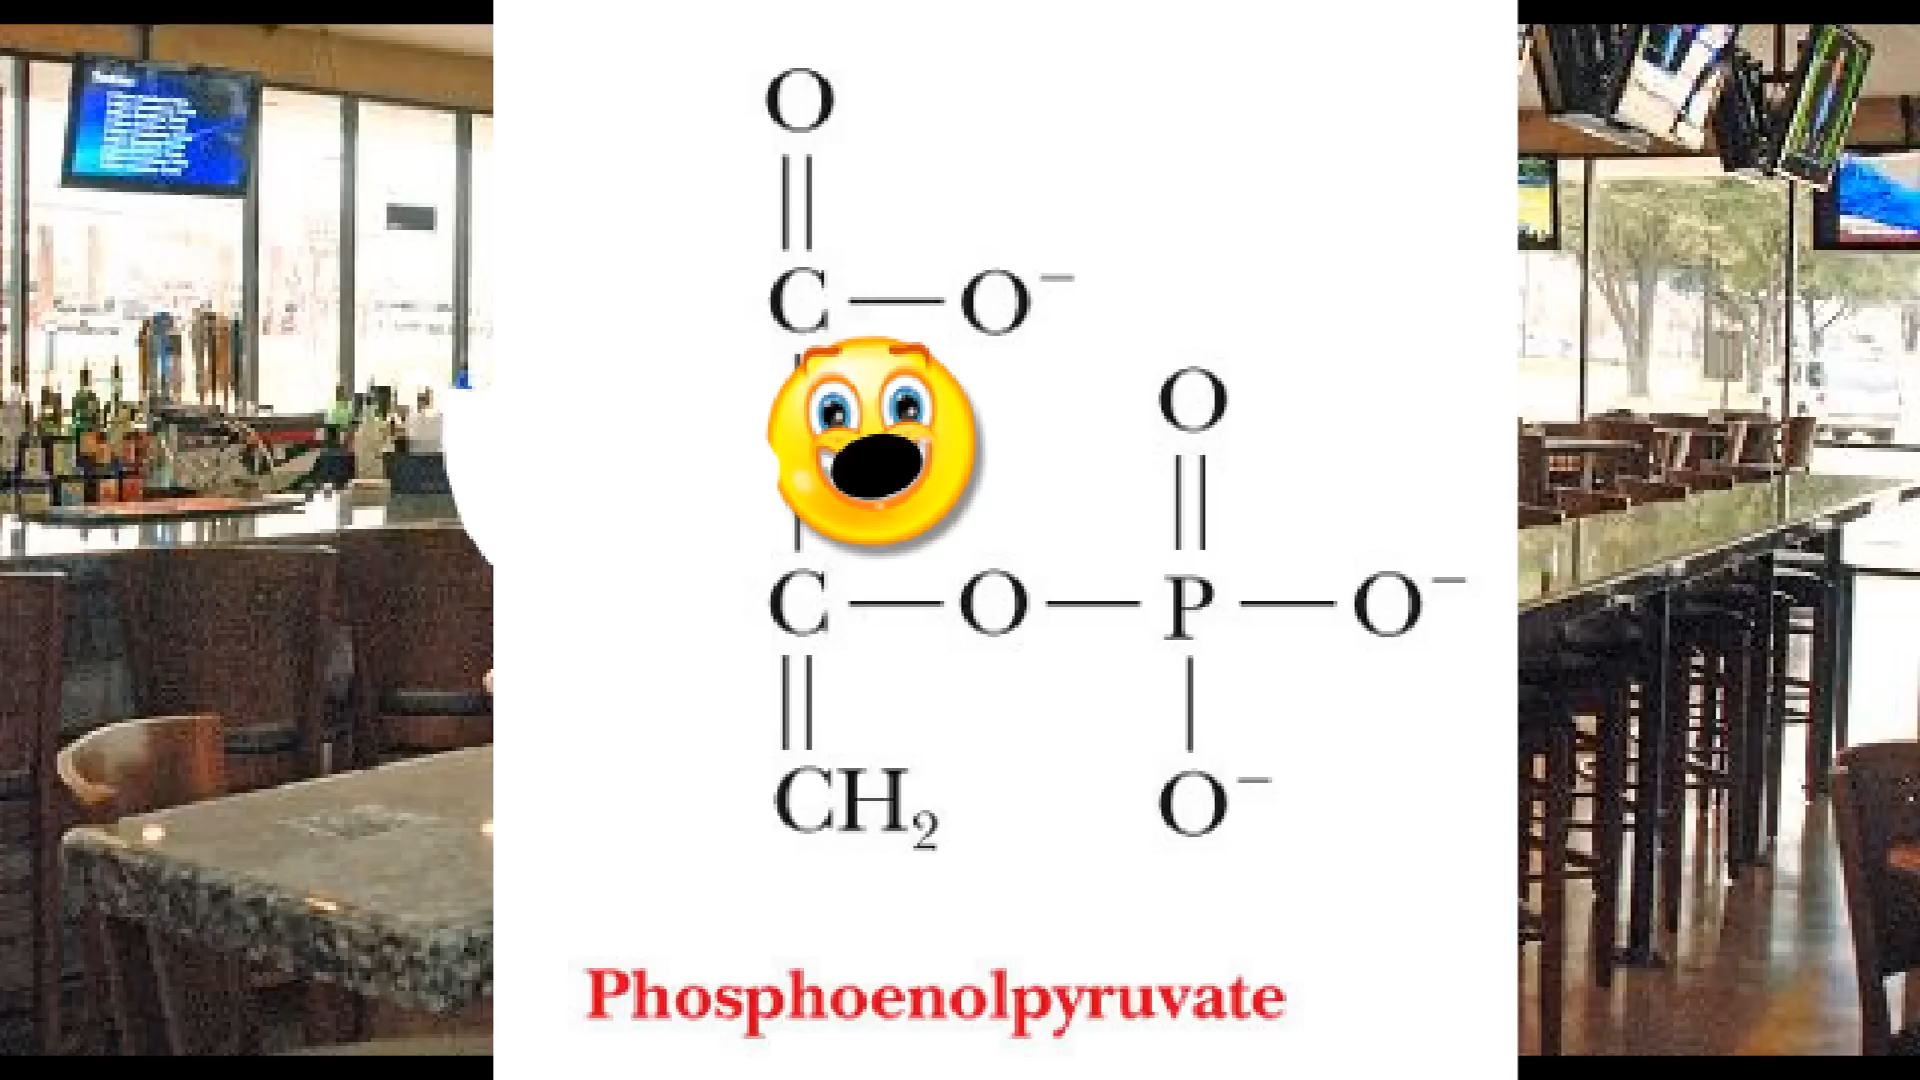 O
C — O⁻
O
C — O — P — O⁻
CH₂
O⁻
Phosphoenolpyruvate